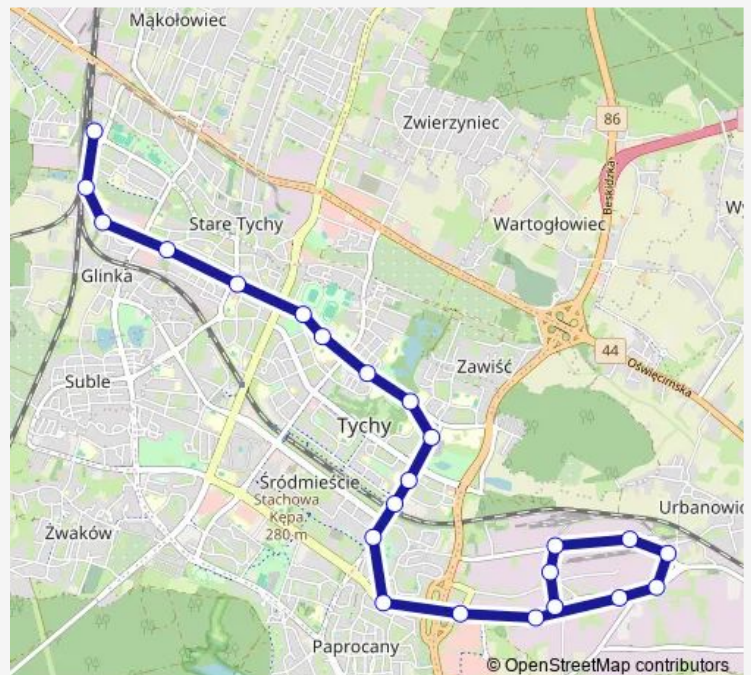 Mąkołowiec
Zwierzyniec
86
Beskidzka
Stare Tychy
Wartogłowiec
Glinka
44
Oświęcimska
Zawiść
Suble
Tychy
Śródmieście
Stachowa
Kępa
280 m
Urbanowic
Żwaków
Paprocany
© OpenStreetMap contributors